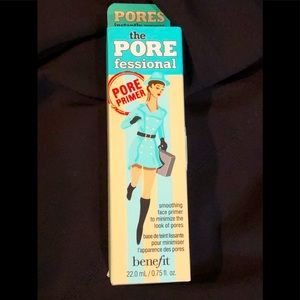 PORES
the
PORE
fessional
PORE
PRIMER
smoothing
face primer
to minimize the
look of pores
base de teint lissante
pour minimiser
l'apparence des pores
benefit
22.0 mL / 0.75 fl. oz.